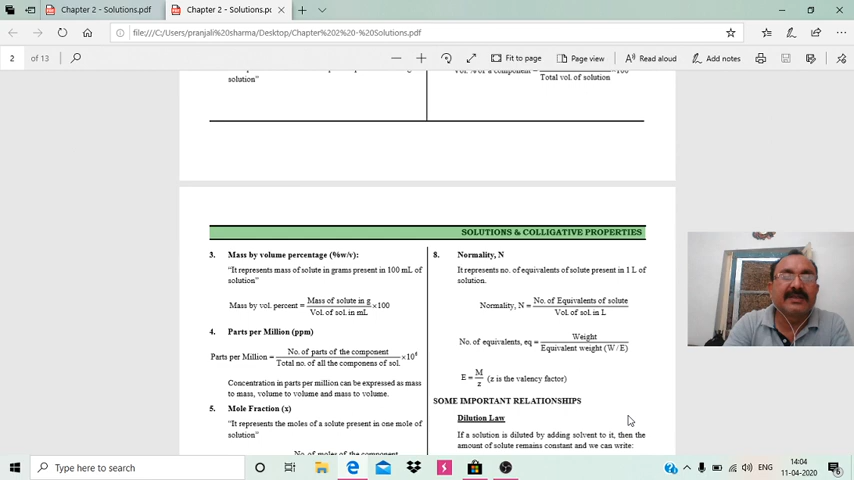 Chapter 2 - Solutions.pdf
Chapter 2 - Solutions.pdf
file:///C:/Users/pranjali%20sharma/Desktop/Chapter%202%20-%20Solutions.pdf
2 of 13
Fit to page
Page view
Read aloud
Add notes
solution”
Total vol. of solution
SOLUTIONS & COLLIGATIVE PROPERTIES
3. Mass by volume percentage (%w/v):
“It represents mass of solute in grams present in 100 mL of
solution”
Mass by vol. percent = Mass of solute in g / Vol. of sol. in mL ×100
4. Parts per Million (ppm)
Parts per Million = No. of parts of the component / Total no. of all the components of sol. ×10⁶
Concentration in parts per million can be expressed as mass
to mass, volume to volume and mass to volume.
5. Mole Fraction (x)
“It represents the moles of a solute present in one mole of
solution”
No. of moles of the component
8. Normality, N
It represents no. of equivalents of solute present in 1 L of
solution.
Normality, N = No. of Equivalents of solute / Vol. of sol. in L
No. of equivalents, eq = Weight / Equivalent weight (W / E)
E = M / z (z is the valency factor)
SOME IMPORTANT RELATIONSHIPS
Dilution Law
If a solution is diluted by adding solvent to it, then the
amount of solute remains constant and we can write:
Type here to search
ENG
14:04
11-04-2020